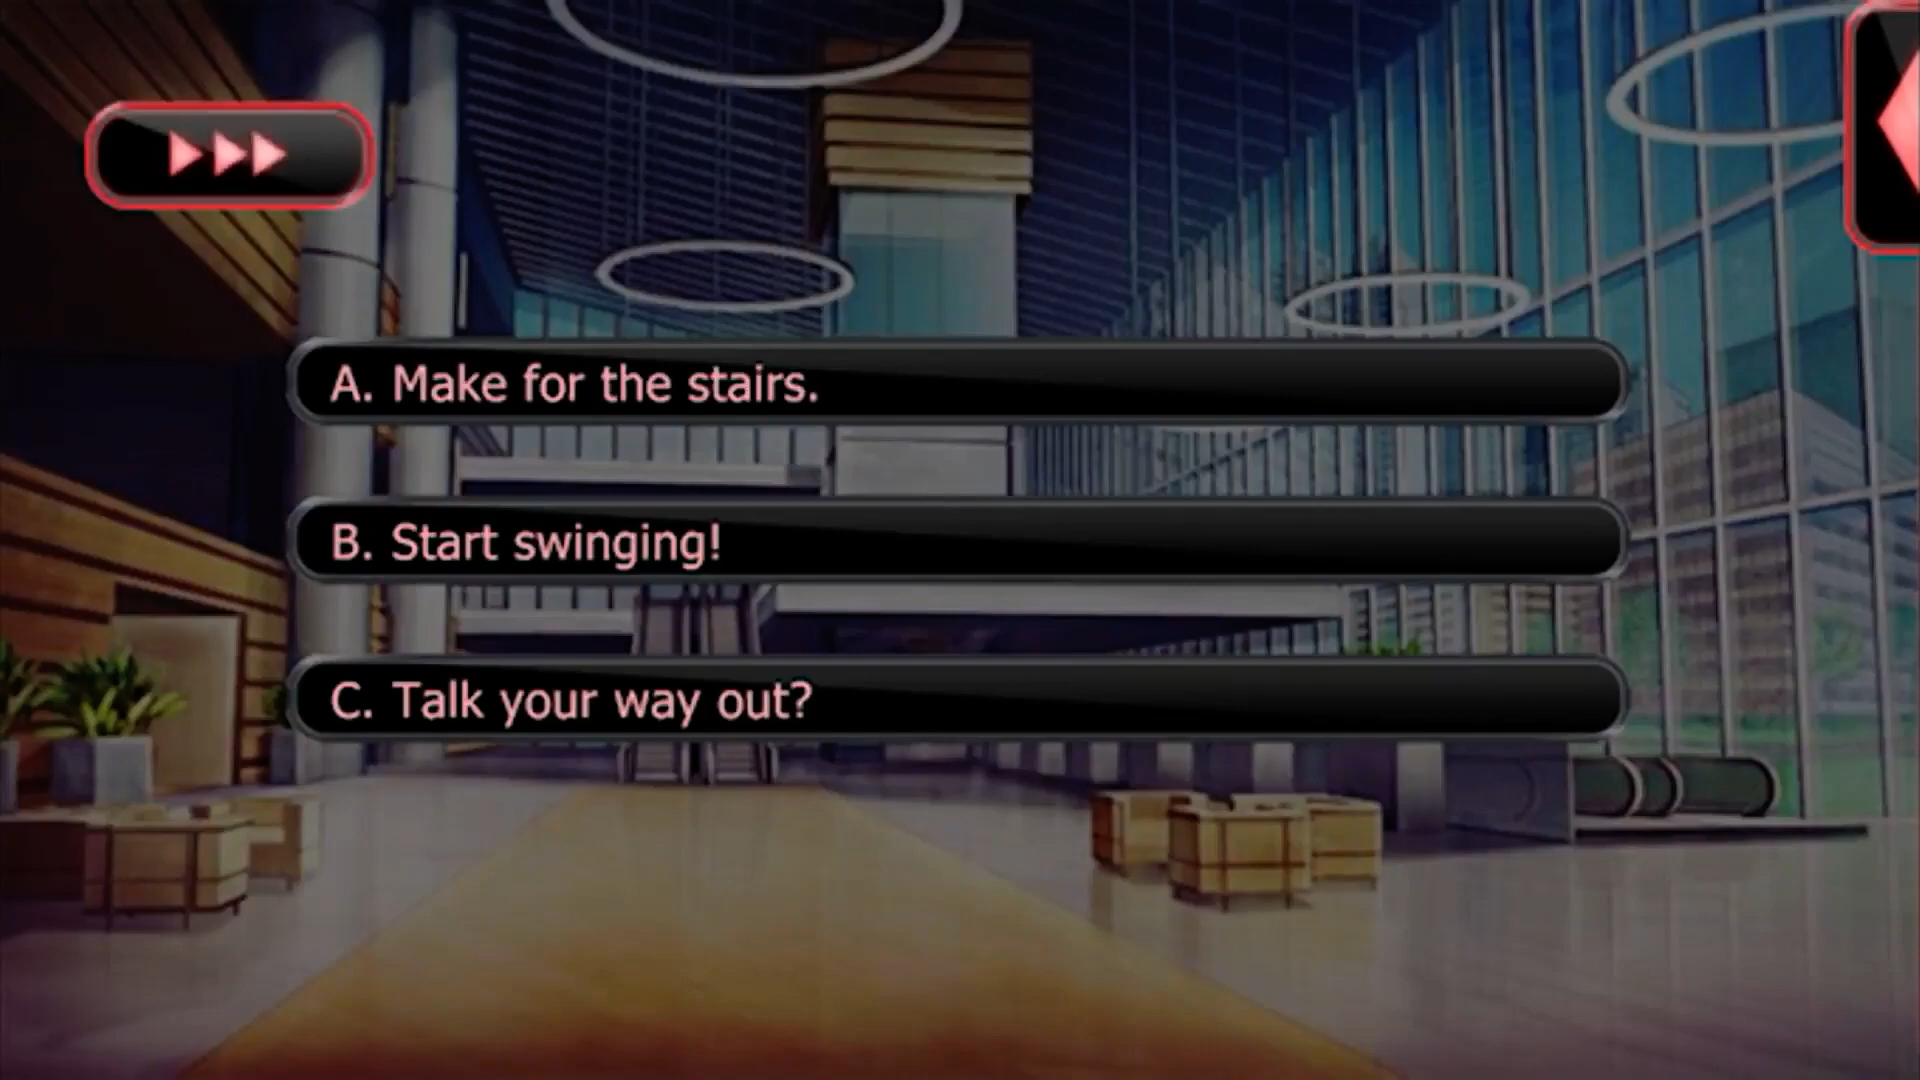 A. Make for the stairs.
B. Start swinging!
C. Talk your way out?